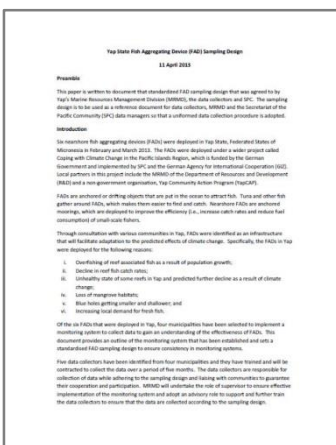 Yap State Fish Aggregating Device (FAD) Sampling Design
11 April 2013
Preamble
This paper is written to document that standardised FAD sampling design that was agreed to by
Yap's Marine Resources Management Division (MRMD), the data collectors and SPC. The sampling
design is to be used as a reference document for data collectors, MRMD and the Secretariat of the
Pacific Community (SPC) data managers so that a uniformed data collection procedure is adopted.
Introduction
Six nearshore fish aggregating devices (FADs) were deployed in Yap State, Federated States of
Micronesia in February and March 2013. The FADs were deployed under a wider project called
Coping with Climate Change in the Pacific Islands Region, which is funded by the German
Government and implemented by SPC and the German Agency for International Cooperation (GIZ).
Local partners in this project include the MRMD of the Department of Resources and Development
(R&D) and a non-government organisation, Yap Community Action Program (YapCAP).
FADs are anchored or drifting objects that are put in the ocean to attract fish. Tuna and other fish
gather around FADs, which makes them easier to find and catch. Nearshore FADs are anchored
moorings, which are deployed to improve the efficiency (i.e., increase catch rates and reduce fuel
consumption) of small-scale fishers.
Through consultation with various communities in Yap, FADs were identified as an infrastructure
that will facilitate adaptation to the predicted effects of climate change. Specifically, the FADs in Yap
were deployed for the following reasons:
i. Overfishing of reef associated fish as a result of population growth;
ii. Decline in reef fish catch rates;
iii. Unhealthy state of some reefs in Yap and predicted further decline as a result of climate
change;
iv. Loss of mangrove habitats;
v. Blue holes getting smaller and shallower; and
vi. Increasing local demand for fresh fish.
Of the six FADs that were deployed in Yap, four municipalities have been selected to implement a
monitoring system to collect data to gain an understanding of the effectiveness of FADs. This
document provides an outline of the monitoring system that has been established and sets a
standardised FAD sampling design to ensure consistency in monitoring systems.
Five data collectors have been identified from four municipalities and they have trained and will be
contracted to collect the data over a period of five months. The data collectors are responsible for
collection of data while adhering to the sampling design and liaising with communities to guarantee
their cooperation and participation. MRMD will undertake the role of supervisor to ensure effective
implementation of the monitoring system and adopt an advisory role to support and further train
the data collectors to ensure that the data are collected according to the sampling design.